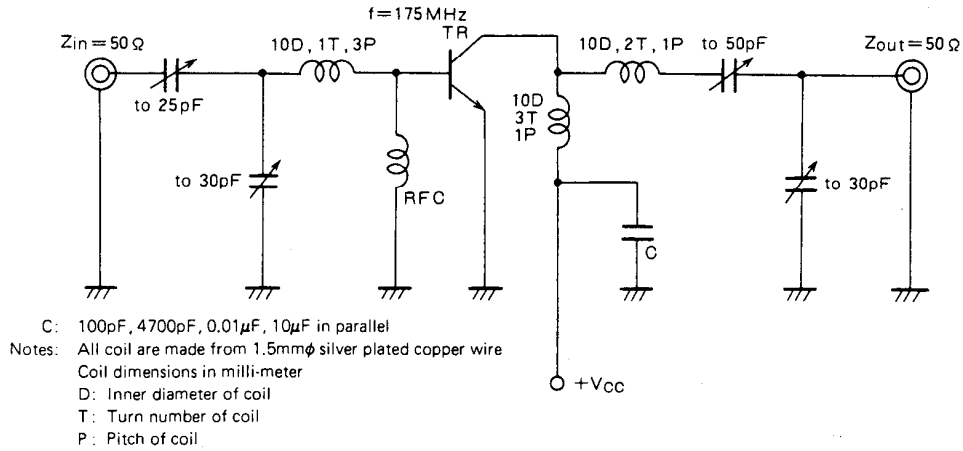 f=175MHz
TR
Zin=50Ω
10D,1T,3P
10D,2T,1P
to 50pF
Zout=50Ω
to 25pF
10D
3T
1P
to 30pF
RFC
to 30pF
C
C: 100pF, 4700pF, 0.01μF, 10μF in parallel
Notes: All coil are made from 1.5mmφ silver plated copper wire
Coil dimensions in milli-meter
D: Inner diameter of coil
T: Turn number of coil
P: Pitch of coil
+Vcc